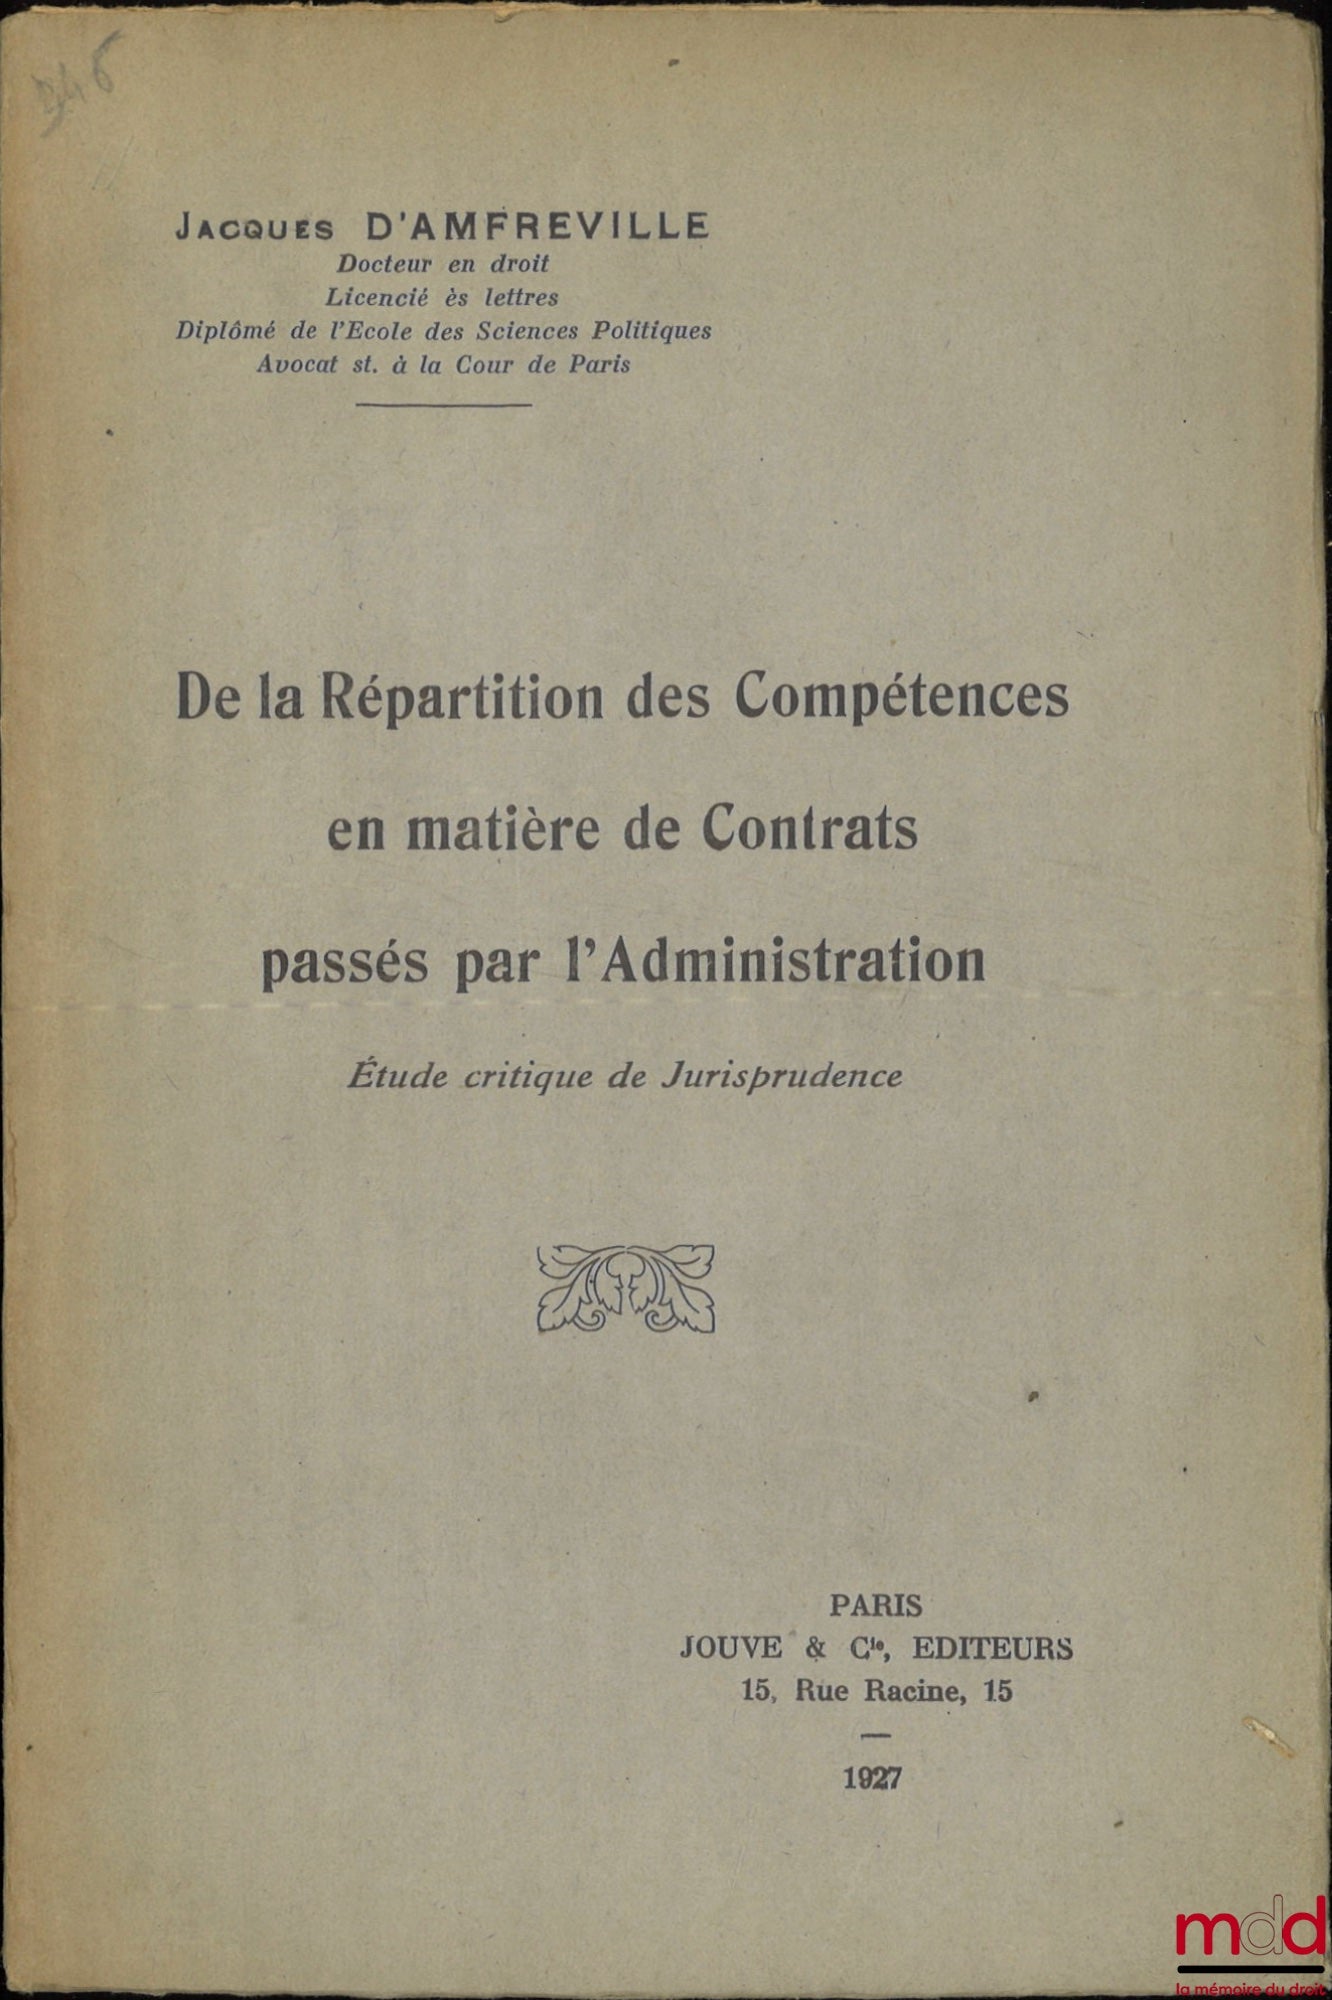 JACQUES D'AMFREVILLE
Docteur en droit
Licencié ès lettres
Diplômé de l'Ecole des Sciences Politiques
Avocat st. à la Cour de Paris
De la Répartition des Compétences
en matière de Contrats
passés par l'Administration
Étude critique de Jurisprudence
PARIS
JOUVE & Cie, EDITEURS
15, Rue Racine, 15
1927
mdd
la mémoire du droit